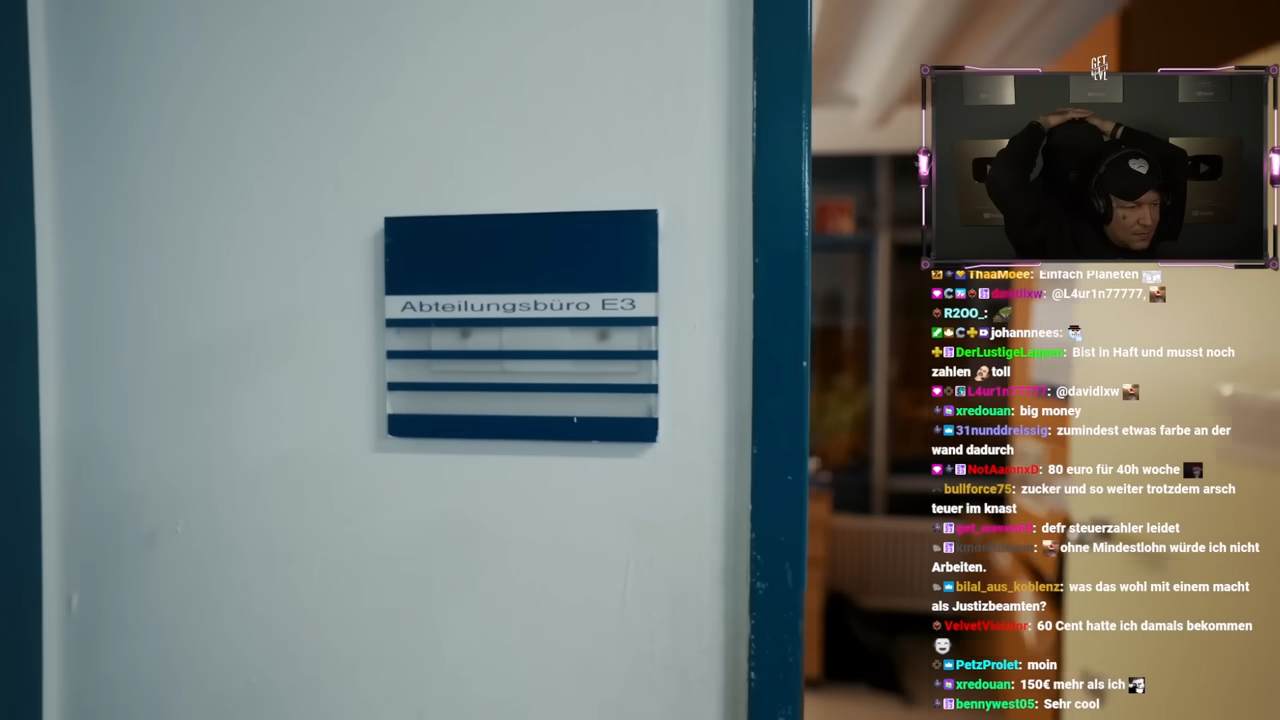 Abteilungsbüro E3
GET
LVL
ThaaMoee: Einfach Planeten
davidlxw: @L4ur1n77777,
R2OO_:
johannnees:
DerLustigeLappen: Bist in Haft und musst noch
zahlen toll
L4ur1n77777: @davidlxw
xredouan: big money
31nunddreissig: zumindest etwas farbe an der
wand dadurch
NotAaronxD: 80 euro für 40h woche
bullforce75: zucker und so weiter trotzdem arsch
teuer im knast
defr steuerzahler leidet
ohne Mindestlohn würde ich nicht
Arbeiten.
bilal_aus_koblenz: was das wohl mit einem macht
als Justizbeamten?
60 Cent hatte ich damals bekommen
PetzProlet: moin
xredouan: 150€ mehr als ich
bennywest05: Sehr cool